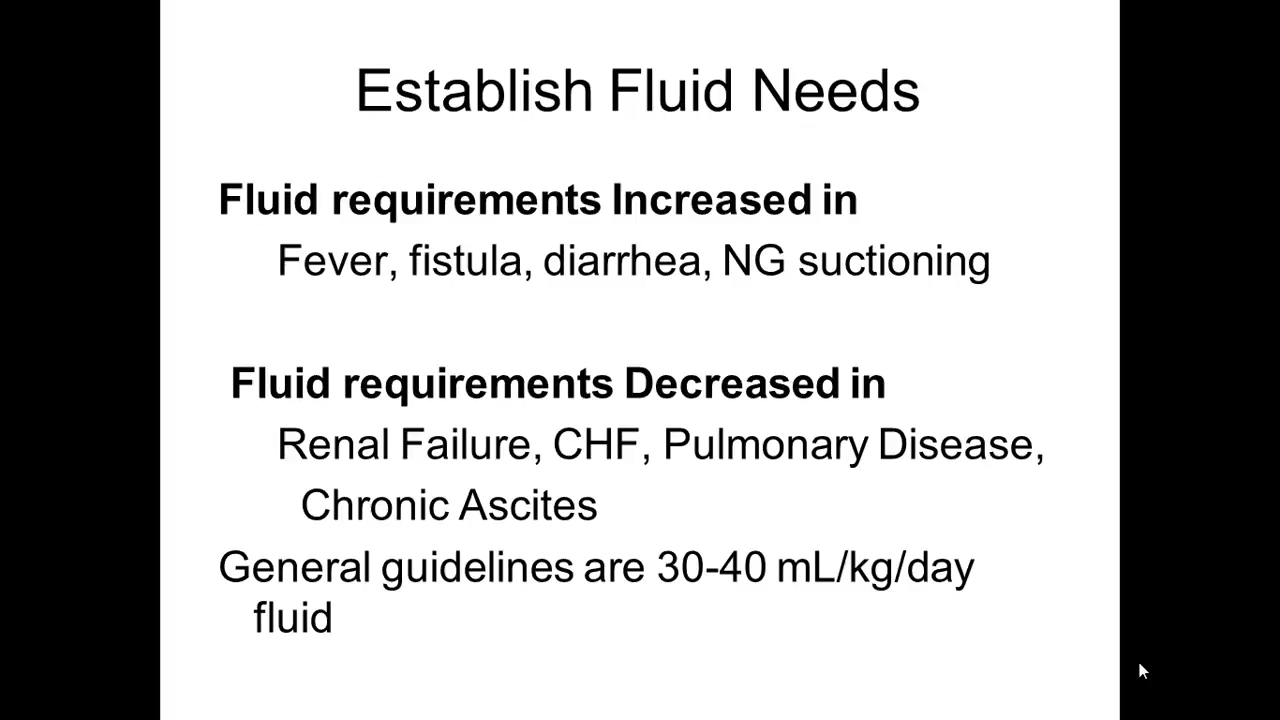 Establish Fluid Needs
Fluid requirements Increased in
Fever, fistula, diarrhea, NG suctioning
Fluid requirements Decreased in
Renal Failure, CHF, Pulmonary Disease,
Chronic Ascites
General guidelines are 30-40 mL/kg/day
fluid